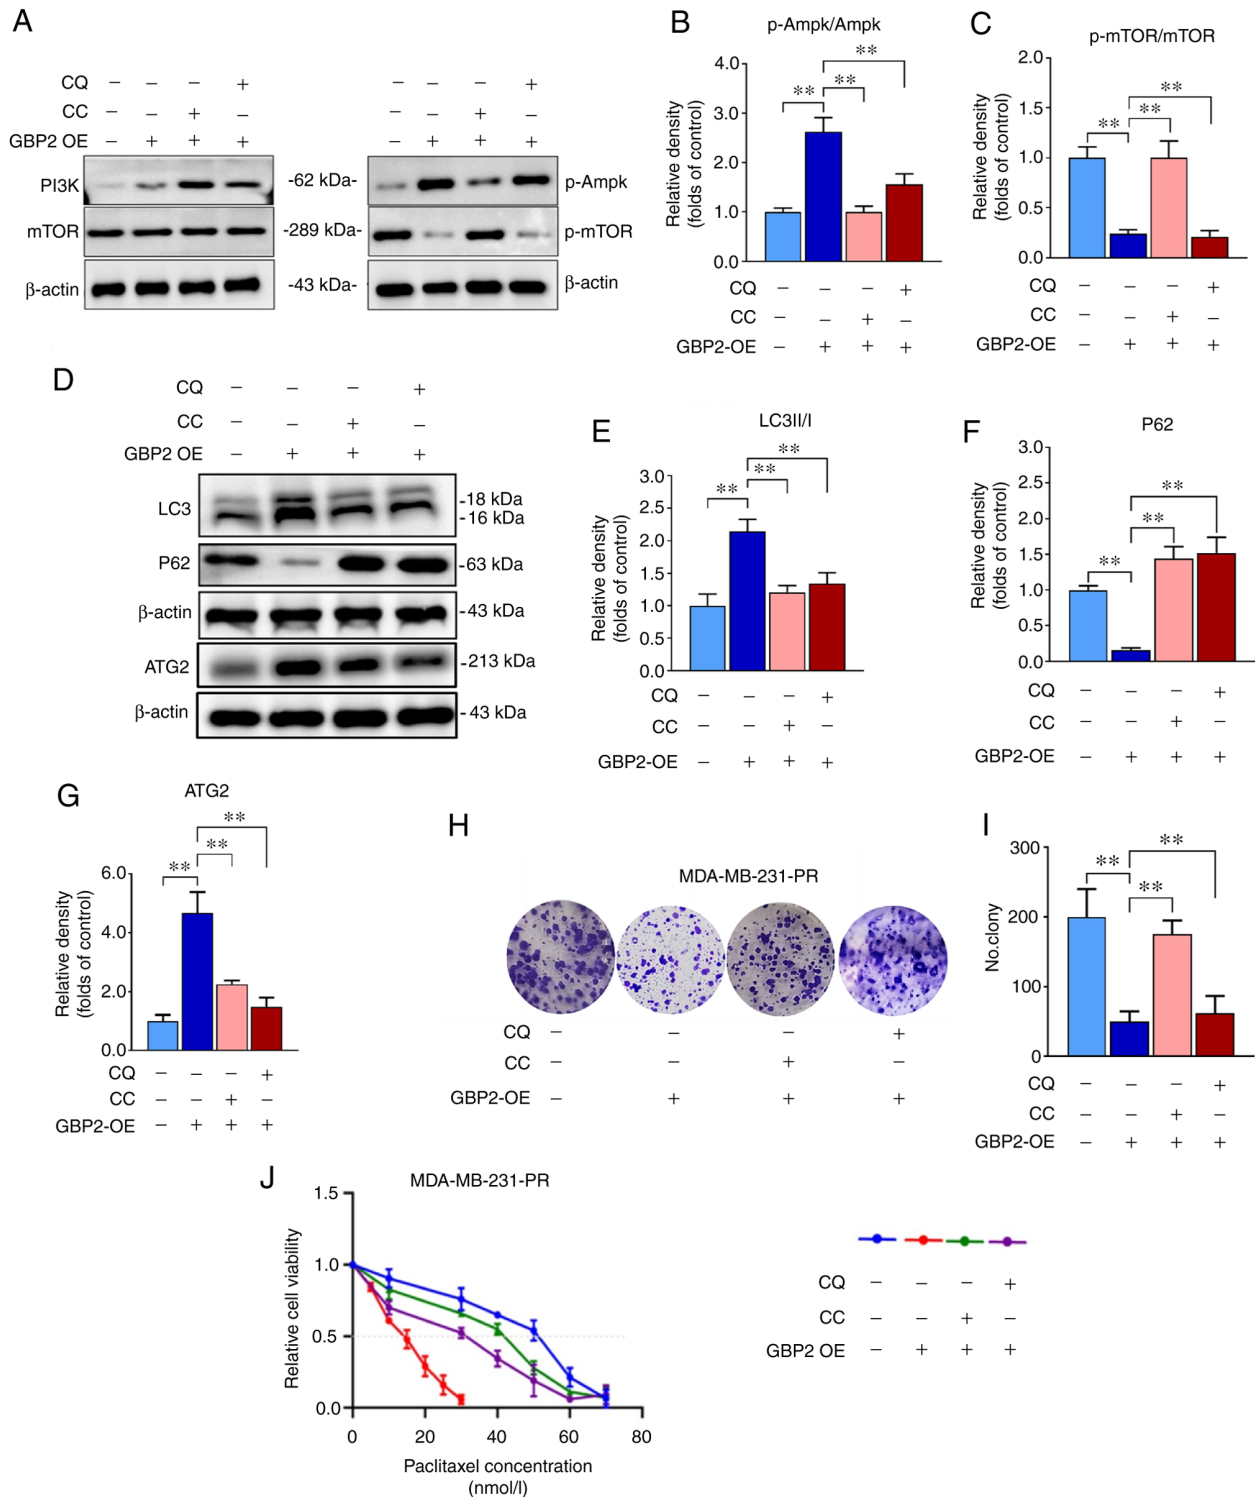 A
CQ – – – + – – – +
CC – – + – – – + –
GBP2 OE – + + + – + + +
PI3K -62 kDa- p-Ampk
mTOR -289 kDa- p-mTOR
β-actin -43 kDa- β-actin
B
p-Ampk/Ampk
Relative density
(folds of control)
4.0
3.0
2.0
1.0
0.0
** ** **
CQ – – – +
CC – – + –
GBP2-OE – + + +
C
p-mTOR/mTOR
Relative density
(folds of control)
2.0
1.5
1.0
0.5
0.0
** ** **
CQ – – – +
CC – – + –
GBP2-OE – + + +
D
CQ – – – +
CC – – + –
GBP2 OE – + + +
LC3 -18 kDa
-16 kDa
P62 -63 kDa
β-actin -43 kDa
ATG2 -213 kDa
β-actin - 43 kDa
E
LC3II/I
Relative density
(folds of control)
3.0
2.5
2.0
1.5
1.0
0.5
0.0
** ** **
CQ – – – +
CC – – + –
GBP2-OE – + + +
F
P62
Relative density
(folds of control)
3.0
2.5
2.0
1.5
1.0
0.5
0.0
** ** **
CQ – – – +
CC – – + –
GBP2-OE – + + +
G
ATG2
Relative density
(folds of control)
6.0
4.0
2.0
0.0
** ** **
CQ – – – +
CC – – + –
GBP2-OE – + + +
H
MDA-MB-231-PR
CQ – – – +
CC – – + –
GBP2-OE – + + +
I
No.clony
300
200
100
0
** ** **
CQ – – – +
CC – – + –
GBP2-OE – + + +
J
MDA-MB-231-PR
Relative cell viability
1.5
1.0
0.5
0.0
0 20 40 60 80
Paclitaxel concentration
(nmol/l)
CQ – – – +
CC – – + –
GBP2 OE – + + +